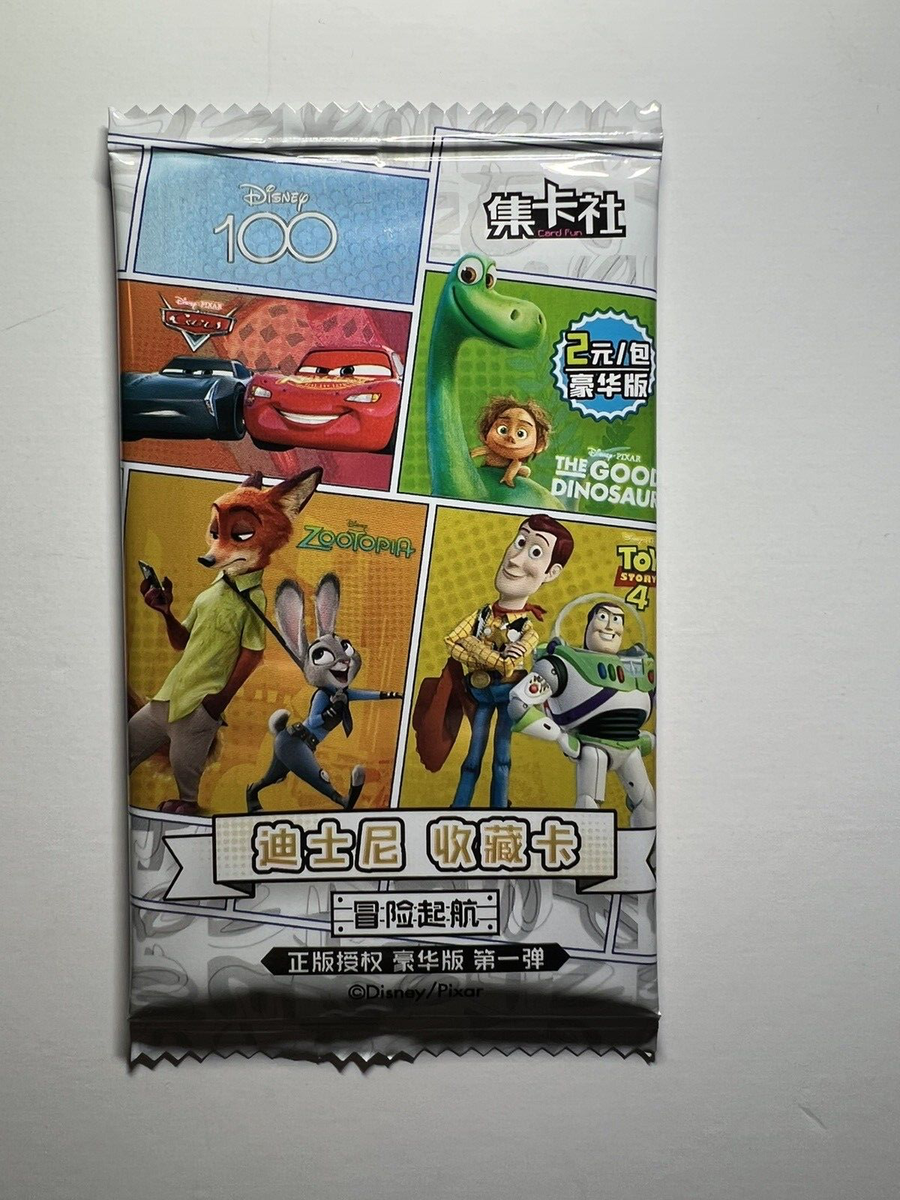 Disney
100
集卡社
Card Fun
Disney·PIXAR
Cars
2元/包
豪华版
Disney·PIXAR
THE GOOD
DINOSAUR
Disney
ZOOTOPIA
TOY
STORY
4
迪士尼 收藏卡
冒险起航
正版授权 豪华版 第一弹
©Disney/Pixar